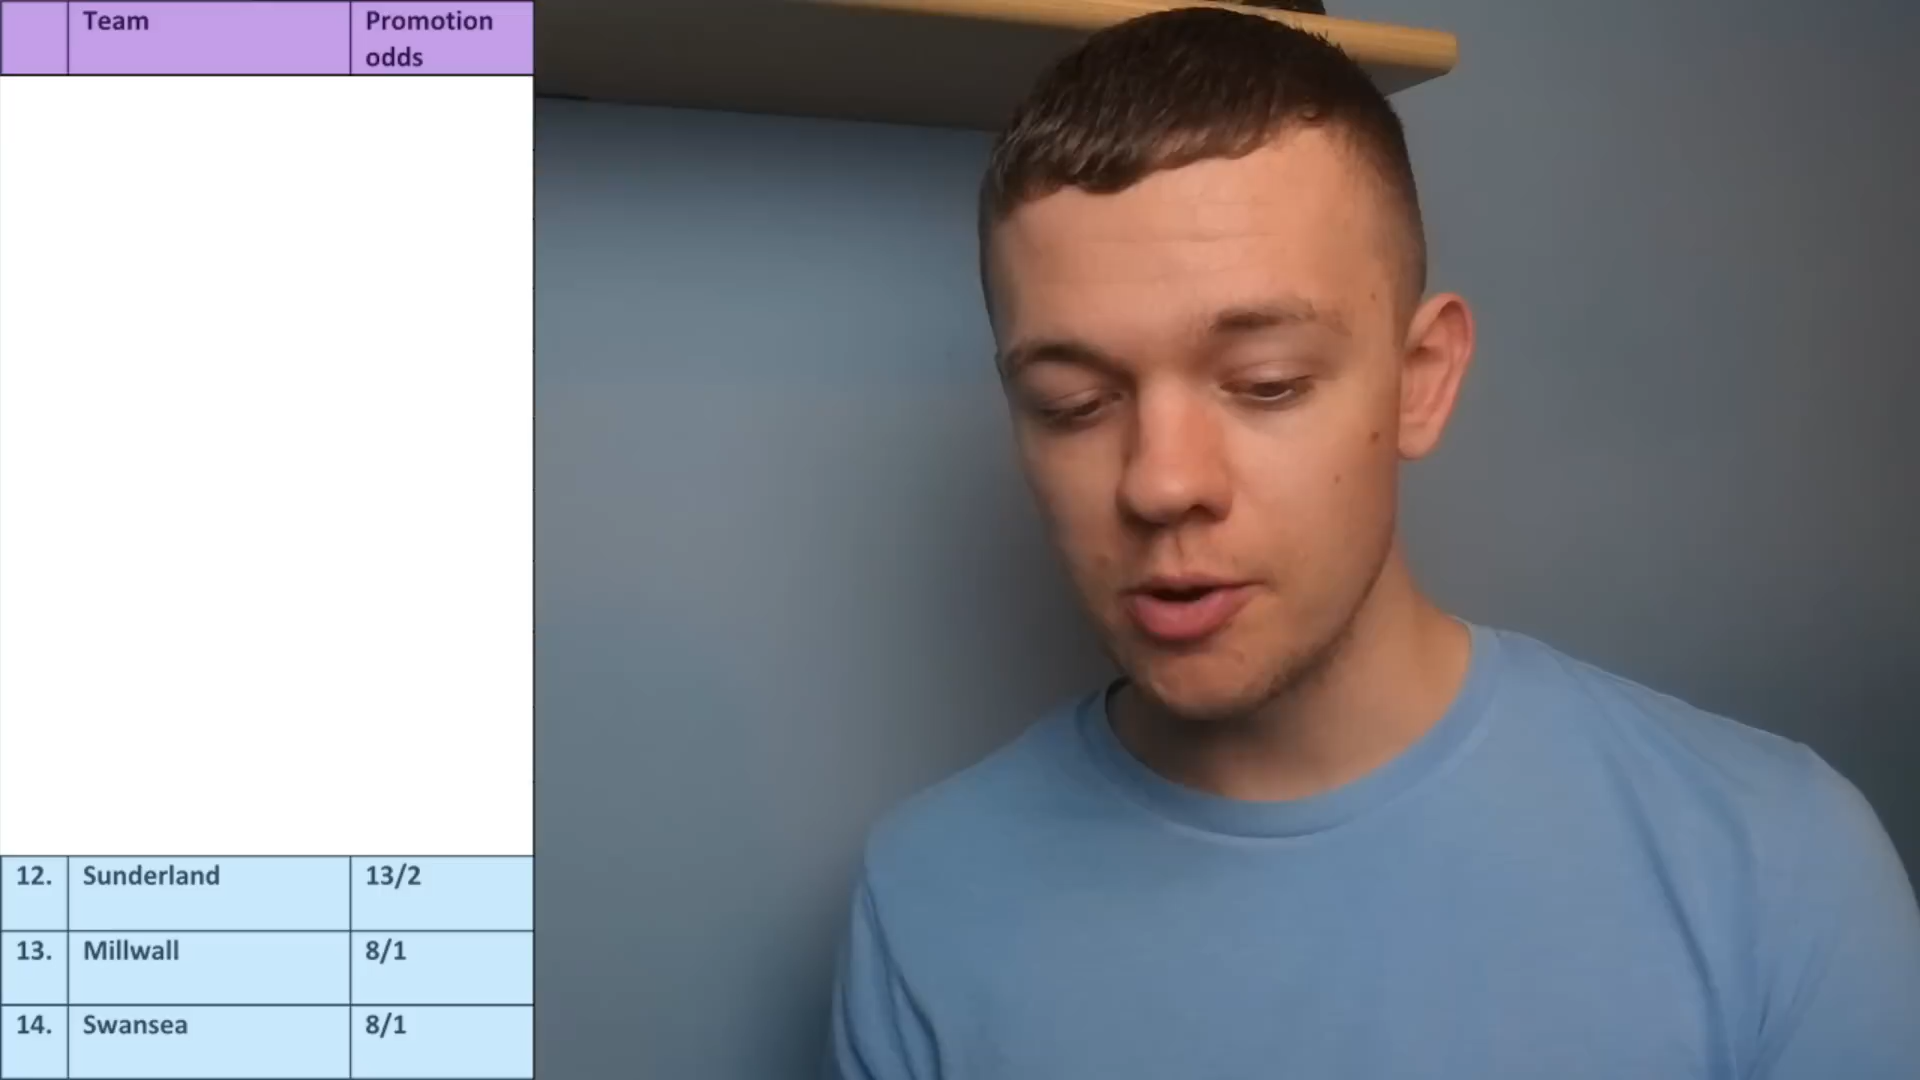 Team Promotion
odds
12. Sunderland 13/2
13. Millwall 8/1
14. Swansea 8/1